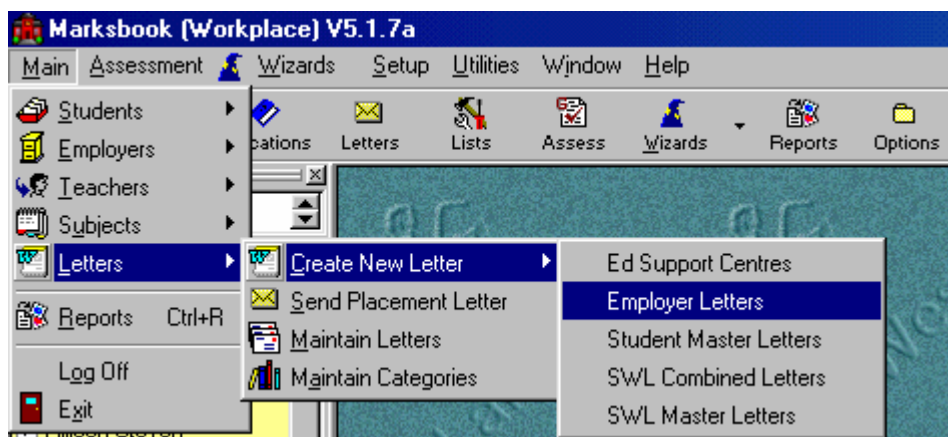 Marksbook (Workplace) V5.1.7a
Main Assessment Wizards Setup Utilities Window Help
Letters Lists Assess Wizards Reports Options
Students
Employers
Teachers
Subjects
Letters
Reports Ctrl+R
Log Off
Exit
Create New Letter
Send Placement Letter
Maintain Letters
Maintain Categories
Ed Support Centres
Employer Letters
Student Master Letters
SWL Combined Letters
SWL Master Letters